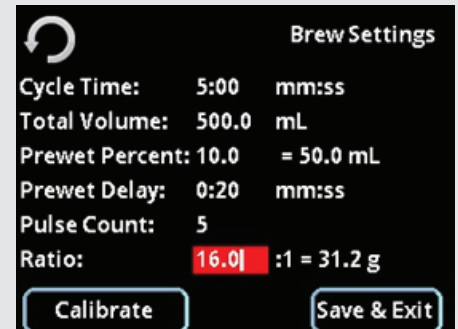 Brew Settings
Cycle Time: 5:00 mm:ss
Total Volume: 500.0 mL
Prewet Percent: 10.0 = 50.0 mL
Prewet Delay: 0:20 mm:ss
Pulse Count: 5
Ratio: 16.0 :1 = 31.2 g
Calibrate Save & Exit